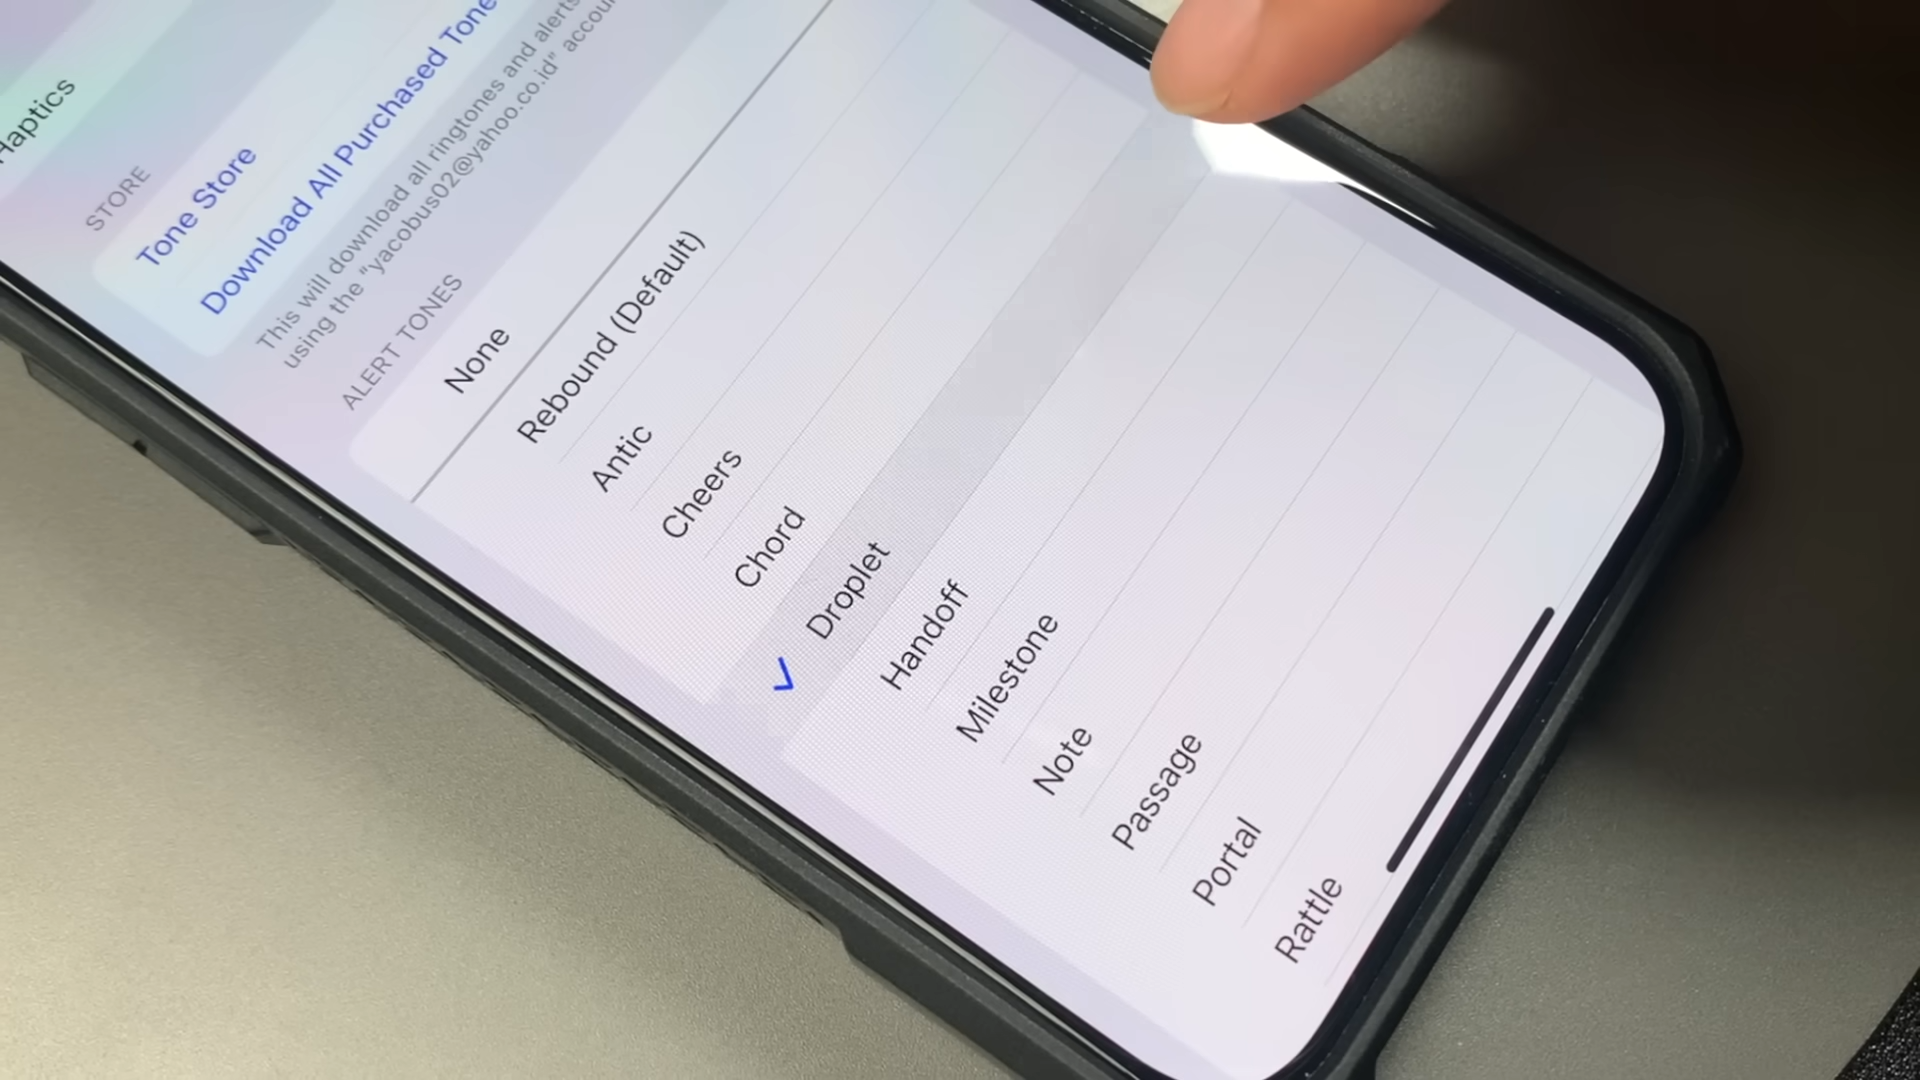 Haptics
STORE
Tone Store
Download All Purchased Tone
This will download all ringtones and alerts
using the "yacobus02@yahoo.co.id" accou
ALERT TONES
None
Rebound (Default)
Antic
Cheers
Chord
Droplet
Handoff
Milestone
Note
Passage
Portal
Rattle